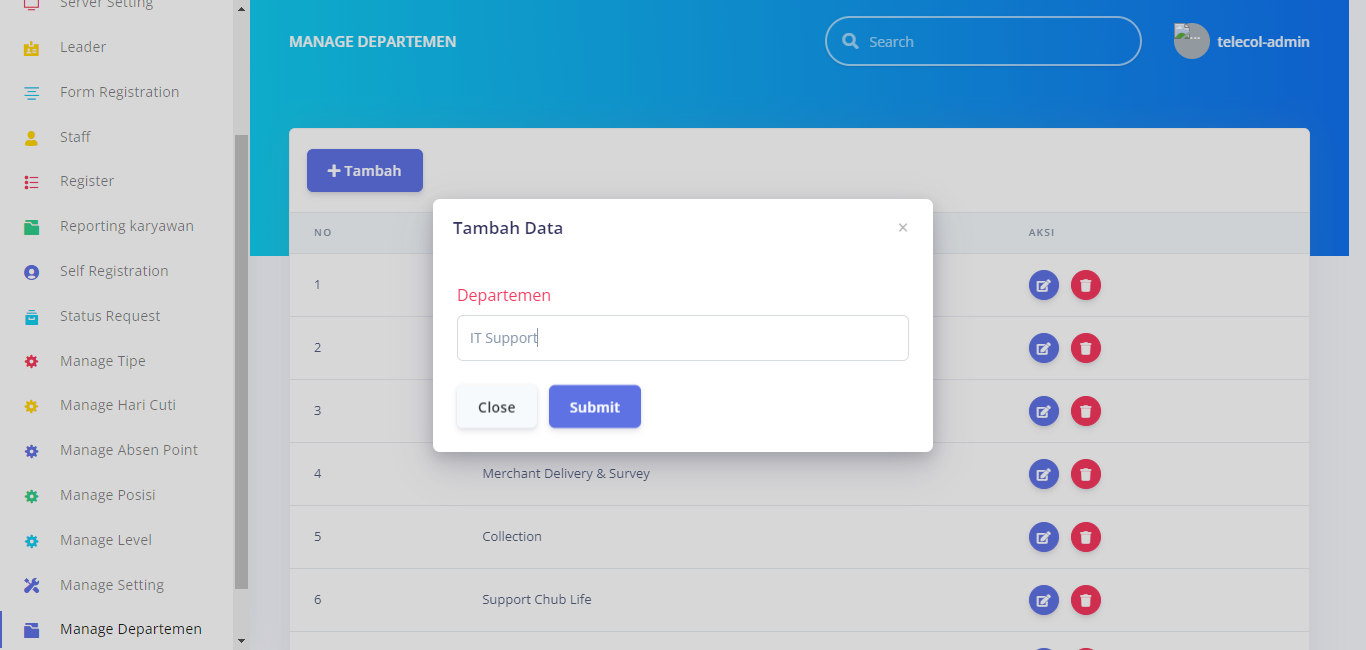 Server Setting
Leader
Form Registration
Staff
Register
Reporting karyawan
Self Registration
Status Request
Manage Tipe
Manage Hari Cuti
Manage Absen Point
Manage Posisi
Manage Level
Manage Setting
Manage Departemen
MANAGE DEPARTEMEN
Search
...
telecol-admin
Tambah
NO
AKSI
Tambah Data
×
Departemen
IT Support
Close
Submit
1
2
3
4 Merchant Delivery & Survey
5 Collection
6 Support Chub Life